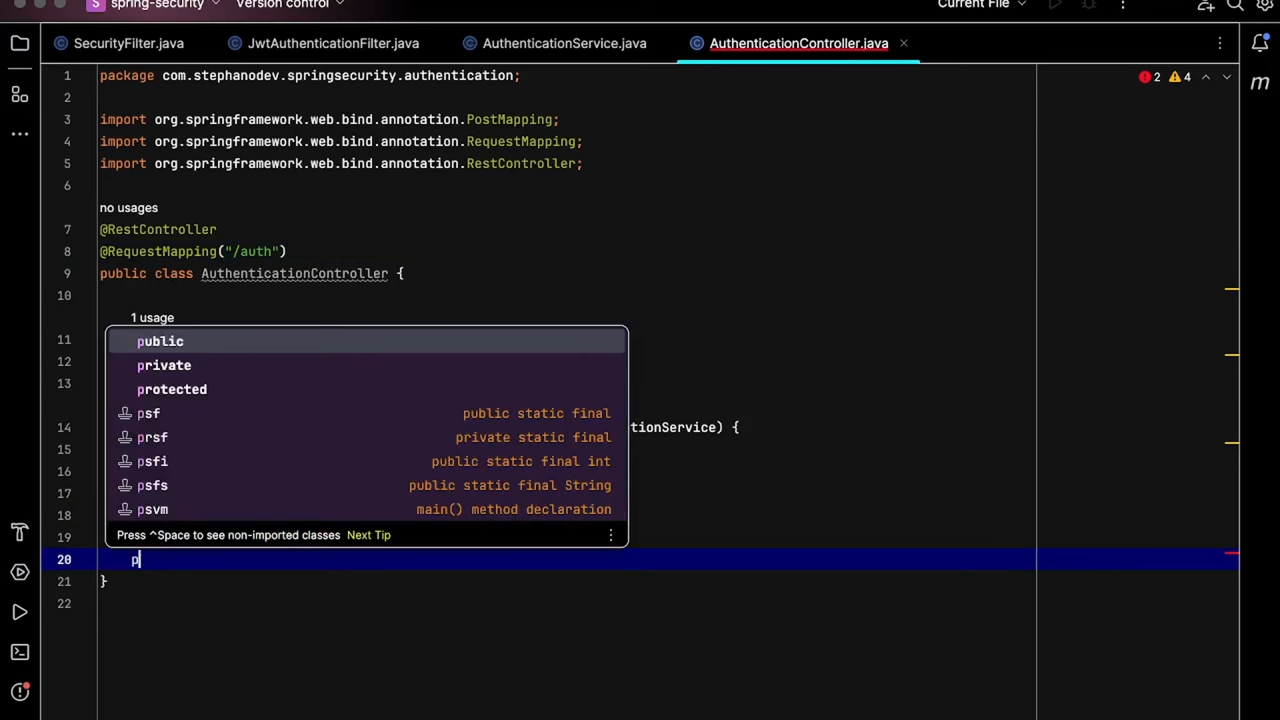 spring-security
Version control
Current File
SecurityFilter.java
JwtAuthenticationFilter.java
AuthenticationService.java
AuthenticationController.java
2 4
1 package com.stephanodev.springsecurity.authentication;
2
3 import org.springframework.web.bind.annotation.PostMapping;
4 import org.springframework.web.bind.annotation.RequestMapping;
5 import org.springframework.web.bind.annotation.RestController;
6
no usages
7 @RestController
8 @RequestMapping("/auth")
9 public class AuthenticationController {
10
1 usage
public
11
12 private
13 protected
psf public static final
14 tionService) {
prsf private static final
15
psfi public static final int
16
psfs public static final String
17
psvm main() method declaration
18
Press ^Space to see non-imported classes Next Tip
19
20 p
21 }
22
m